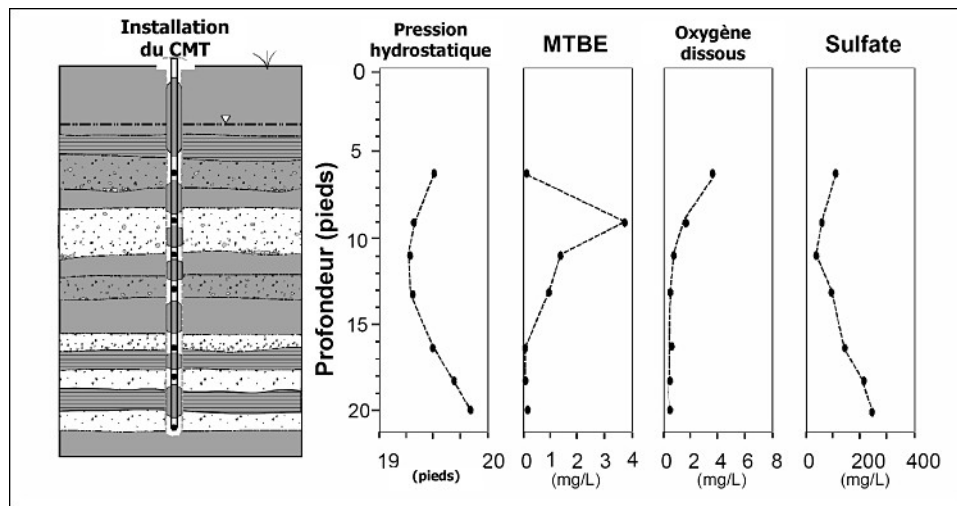 Installation
du CMT
Pression
hydrostatique
MTBE
Oxygène
dissous
Sulfate
Profondeur (pieds)
0
5
10
15
20
19 20
(pieds)
0 1 2 3 4
(mg/L)
0 2 4 6 8
(mg/L)
0 200 400
(mg/L)